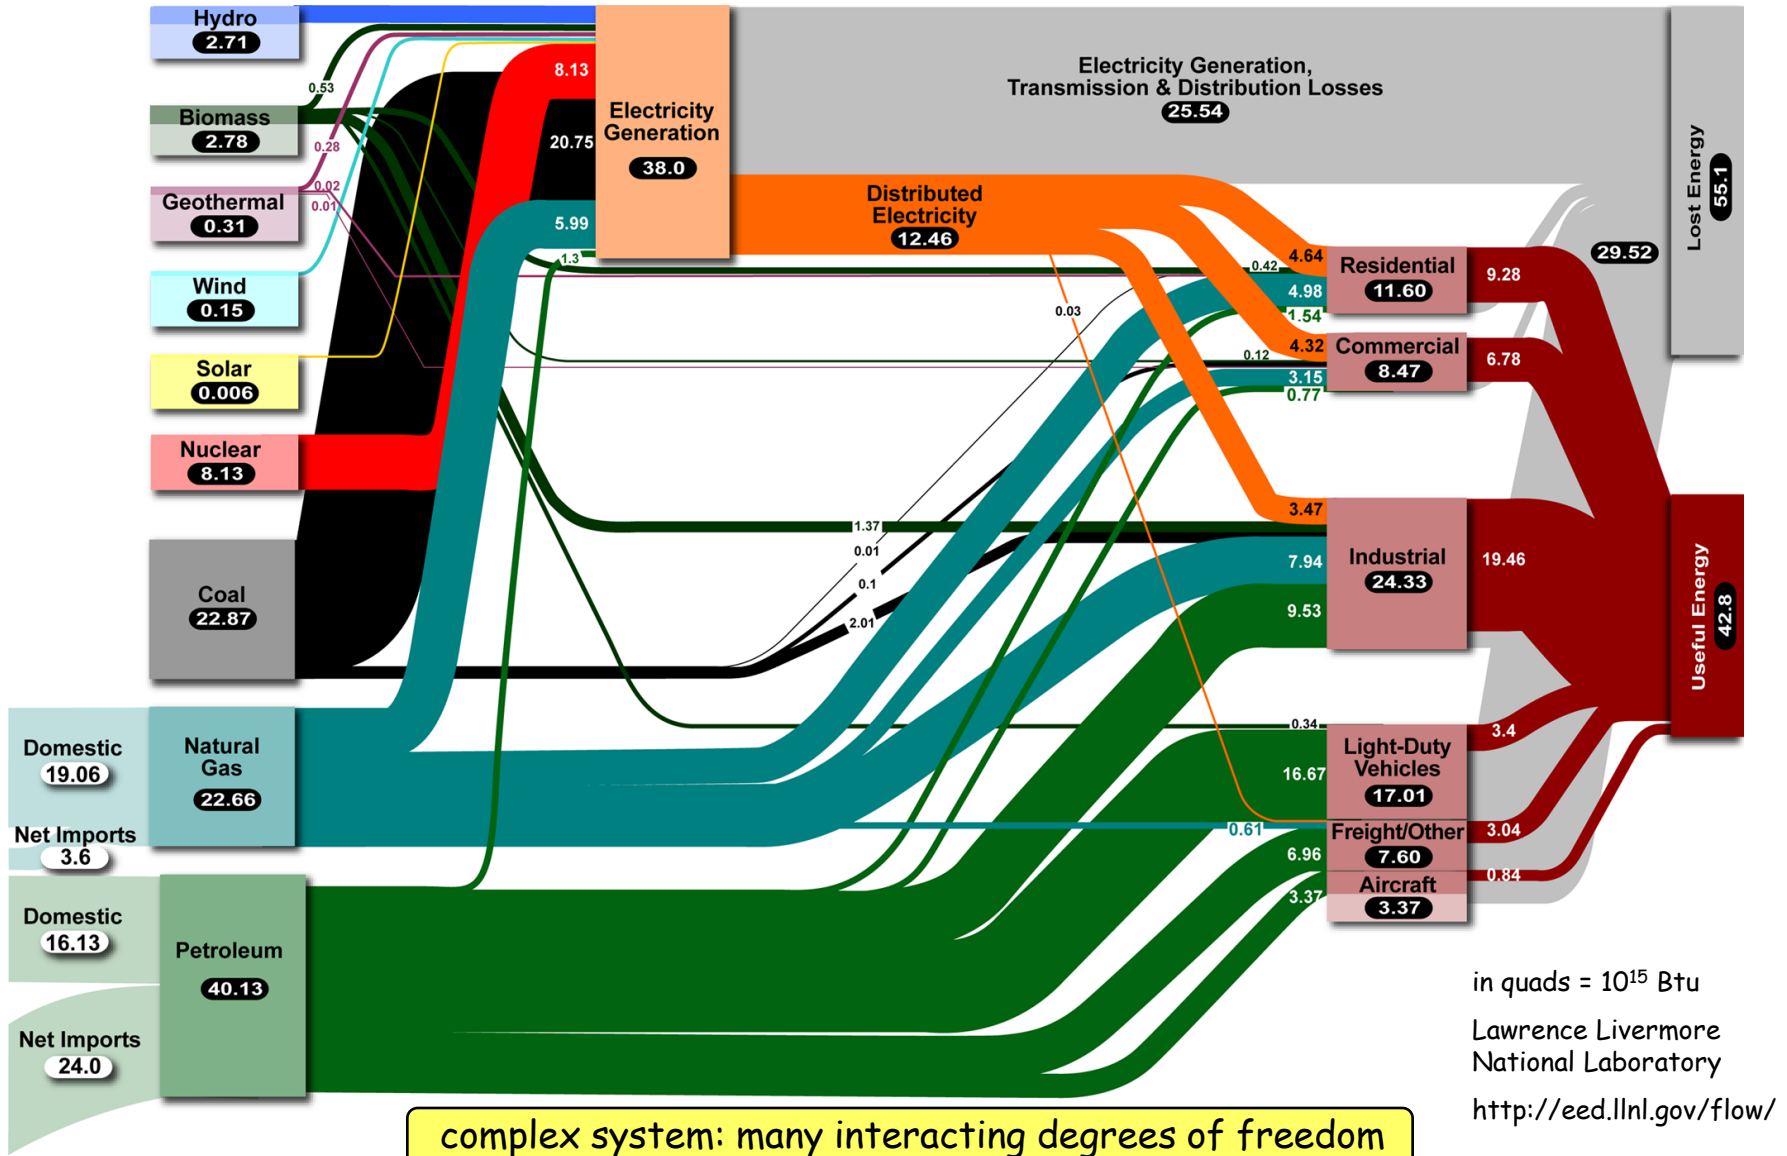 Hydro
2.71
0.53
Biomass
2.78
0.28
0.02
0.01
Geothermal
0.31
Wind
0.15
Solar
0.006
Nuclear
8.13
Coal
22.87
Domestic
19.06
Net Imports
3.6
Natural
Gas
22.66
Domestic
16.13
Net Imports
24.0
Petroleum
40.13
8.13
20.75
5.99
1.3
Electricity
Generation
38.0
Electricity Generation,
Transmission & Distribution Losses
25.54
Distributed
Electricity
12.46
0.03
1.37
0.01
0.1
2.01
4.64
0.42
4.98
1.54
Residential
11.60
9.28
4.32
0.12
3.15
0.77
Commercial
8.47
6.78
3.47
7.94
9.53
Industrial
24.33
19.46
0.34
16.67
Light-Duty
Vehicles
17.01
3.4
0.61
6.96
Freight/Other
7.60
3.04
3.37
Aircraft
3.37
0.84
29.52
Lost Energy
55.1
Useful Energy
42.8
in quads = 10¹⁵ Btu
Lawrence Livermore
National Laboratory
http://eed.llnl.gov/flow/
complex system: many interacting degrees of freedom